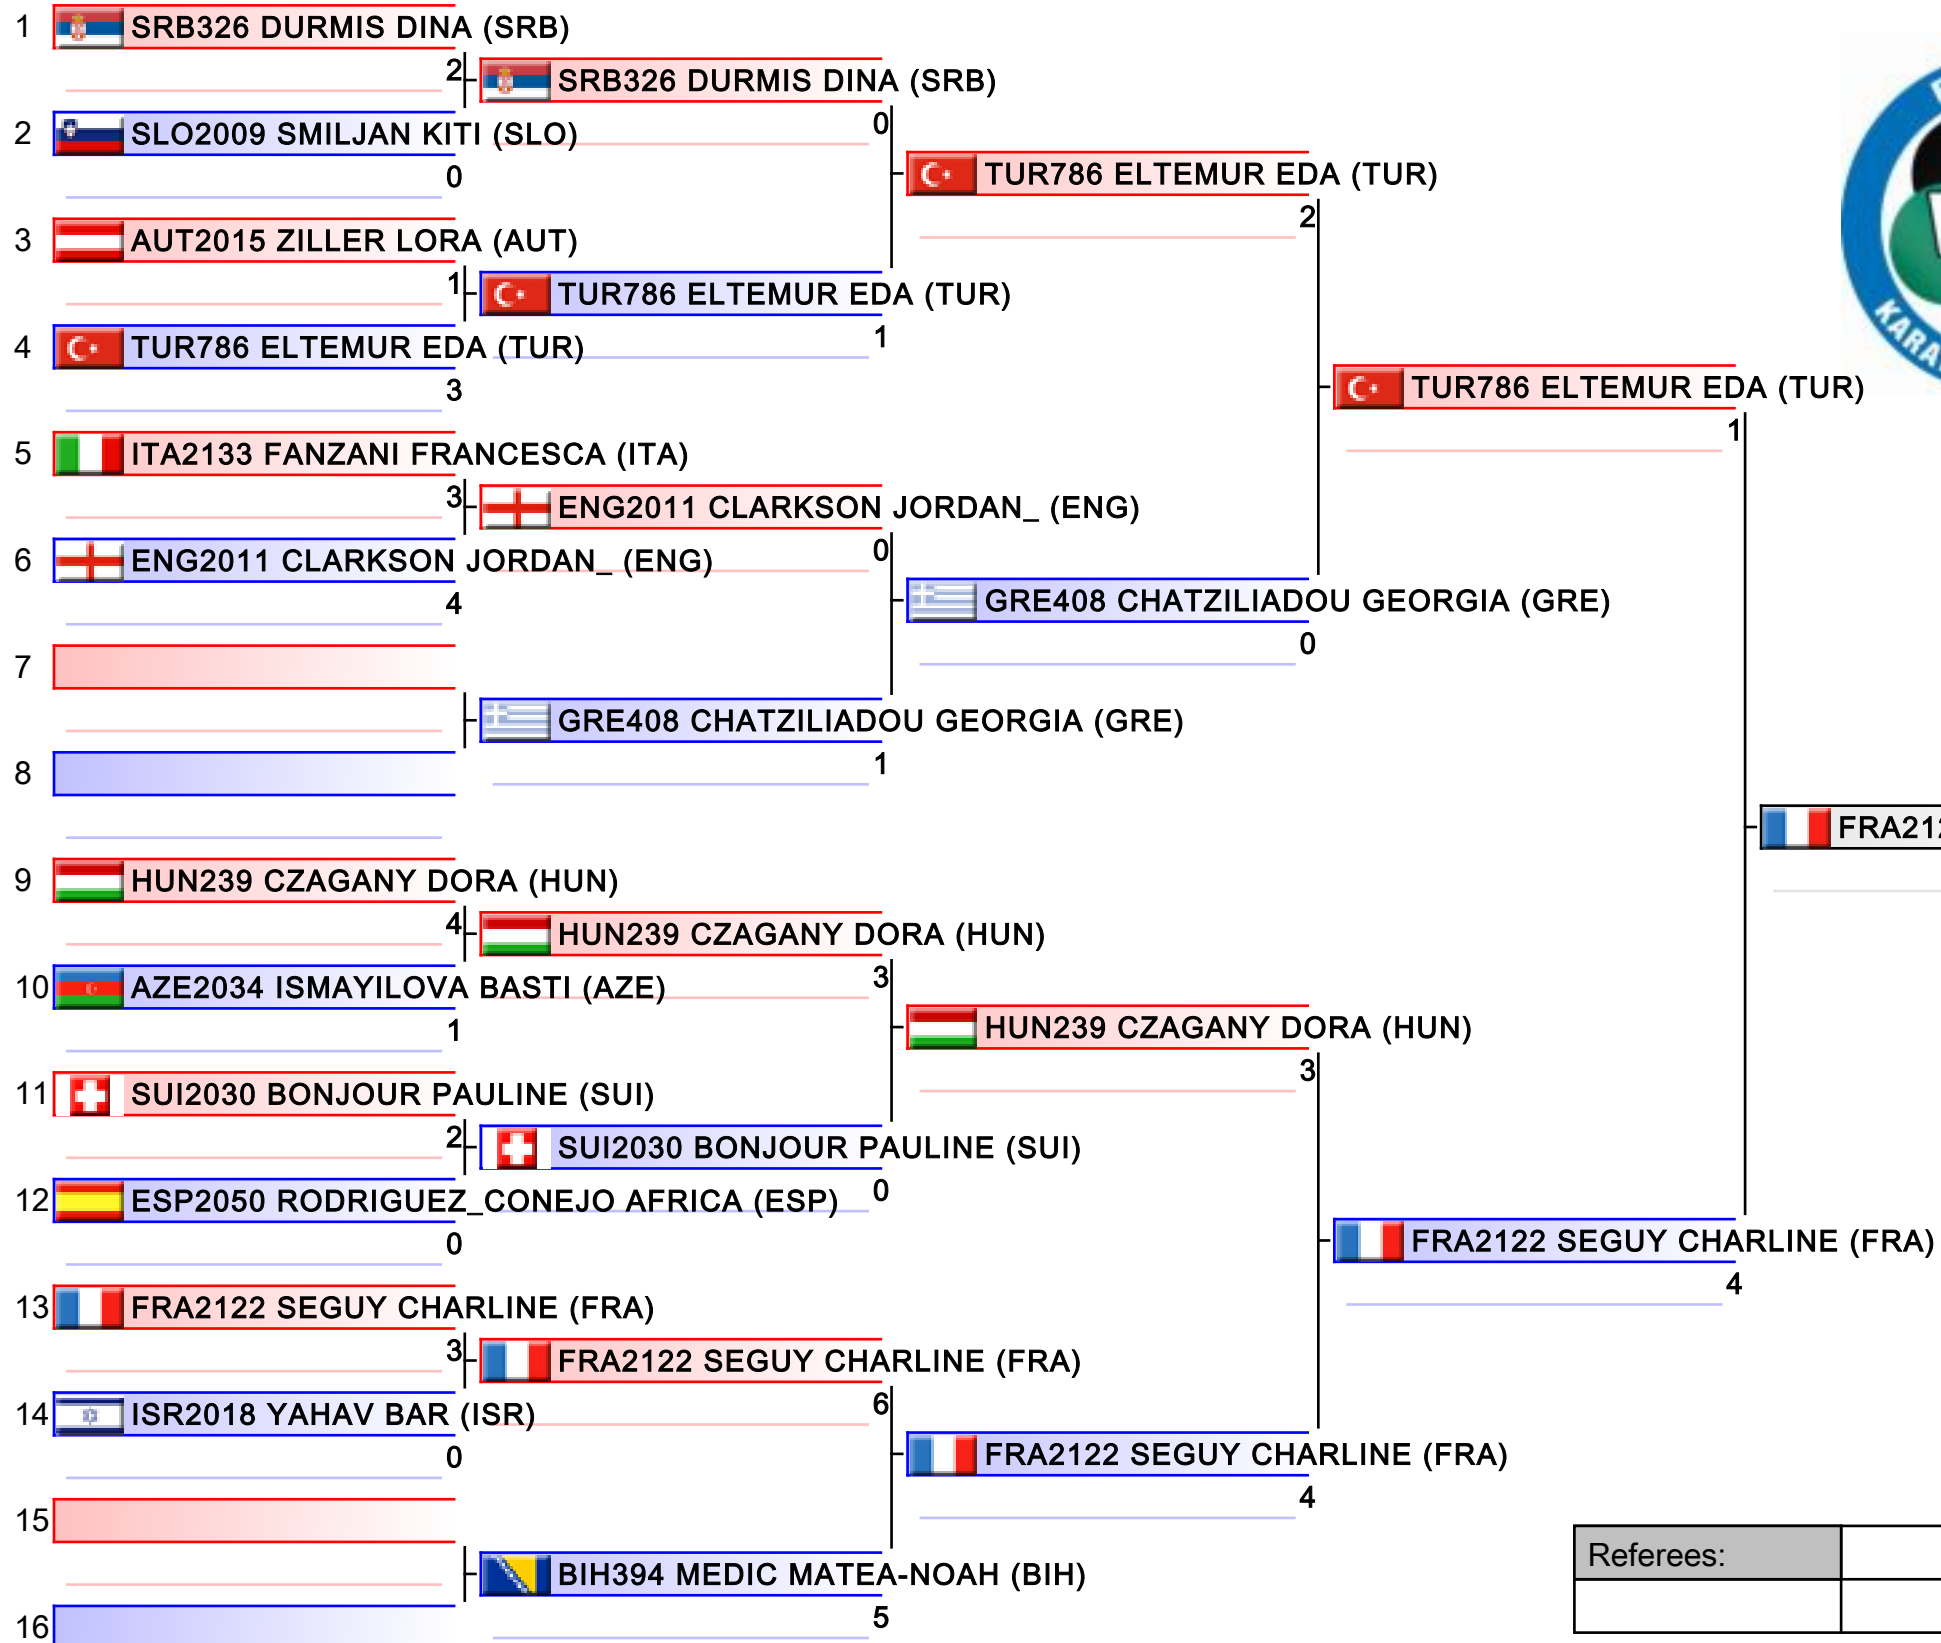 1 SRB326 DURMIS DINA (SRB)
2 SRB326 DURMIS DINA (SRB)
2 SLO2009 SMILJAN KITI (SLO) 0
0 TUR786 ELTEMUR EDA (TUR)
3 AUT2015 ZILLER LORA (AUT) 2
1 TUR786 ELTEMUR EDA (TUR)
4 TUR786 ELTEMUR EDA (TUR) 1
3 TUR786 ELTEMUR EDA (TUR)
5 ITA2133 FANZANI FRANCESCA (ITA) 1
3 ENG2011 CLARKSON JORDAN_ (ENG)
6 ENG2011 CLARKSON JORDAN_ (ENG) 0
4 GRE408 CHATZILIADOU GEORGIA (GRE)
0
7
GRE408 CHATZILIADOU GEORGIA (GRE)
8 1
FRA212
9 HUN239 CZAGANY DORA (HUN)
4 HUN239 CZAGANY DORA (HUN)
10 AZE2034 ISMAYILOVA BASTI (AZE) 3
1 HUN239 CZAGANY DORA (HUN)
3
11 SUI2030 BONJOUR PAULINE (SUI)
2 SUI2030 BONJOUR PAULINE (SUI)
12 ESP2050 RODRIGUEZ_CONEJO AFRICA (ESP) 0
0 FRA2122 SEGUY CHARLINE (FRA)
4
13 FRA2122 SEGUY CHARLINE (FRA)
3 FRA2122 SEGUY CHARLINE (FRA)
14 ISR2018 YAHAV BAR (ISR) 6
0 FRA2122 SEGUY CHARLINE (FRA)
4
15
Referees:
BIH394 MEDIC MATEA-NOAH (BIH)
16 5